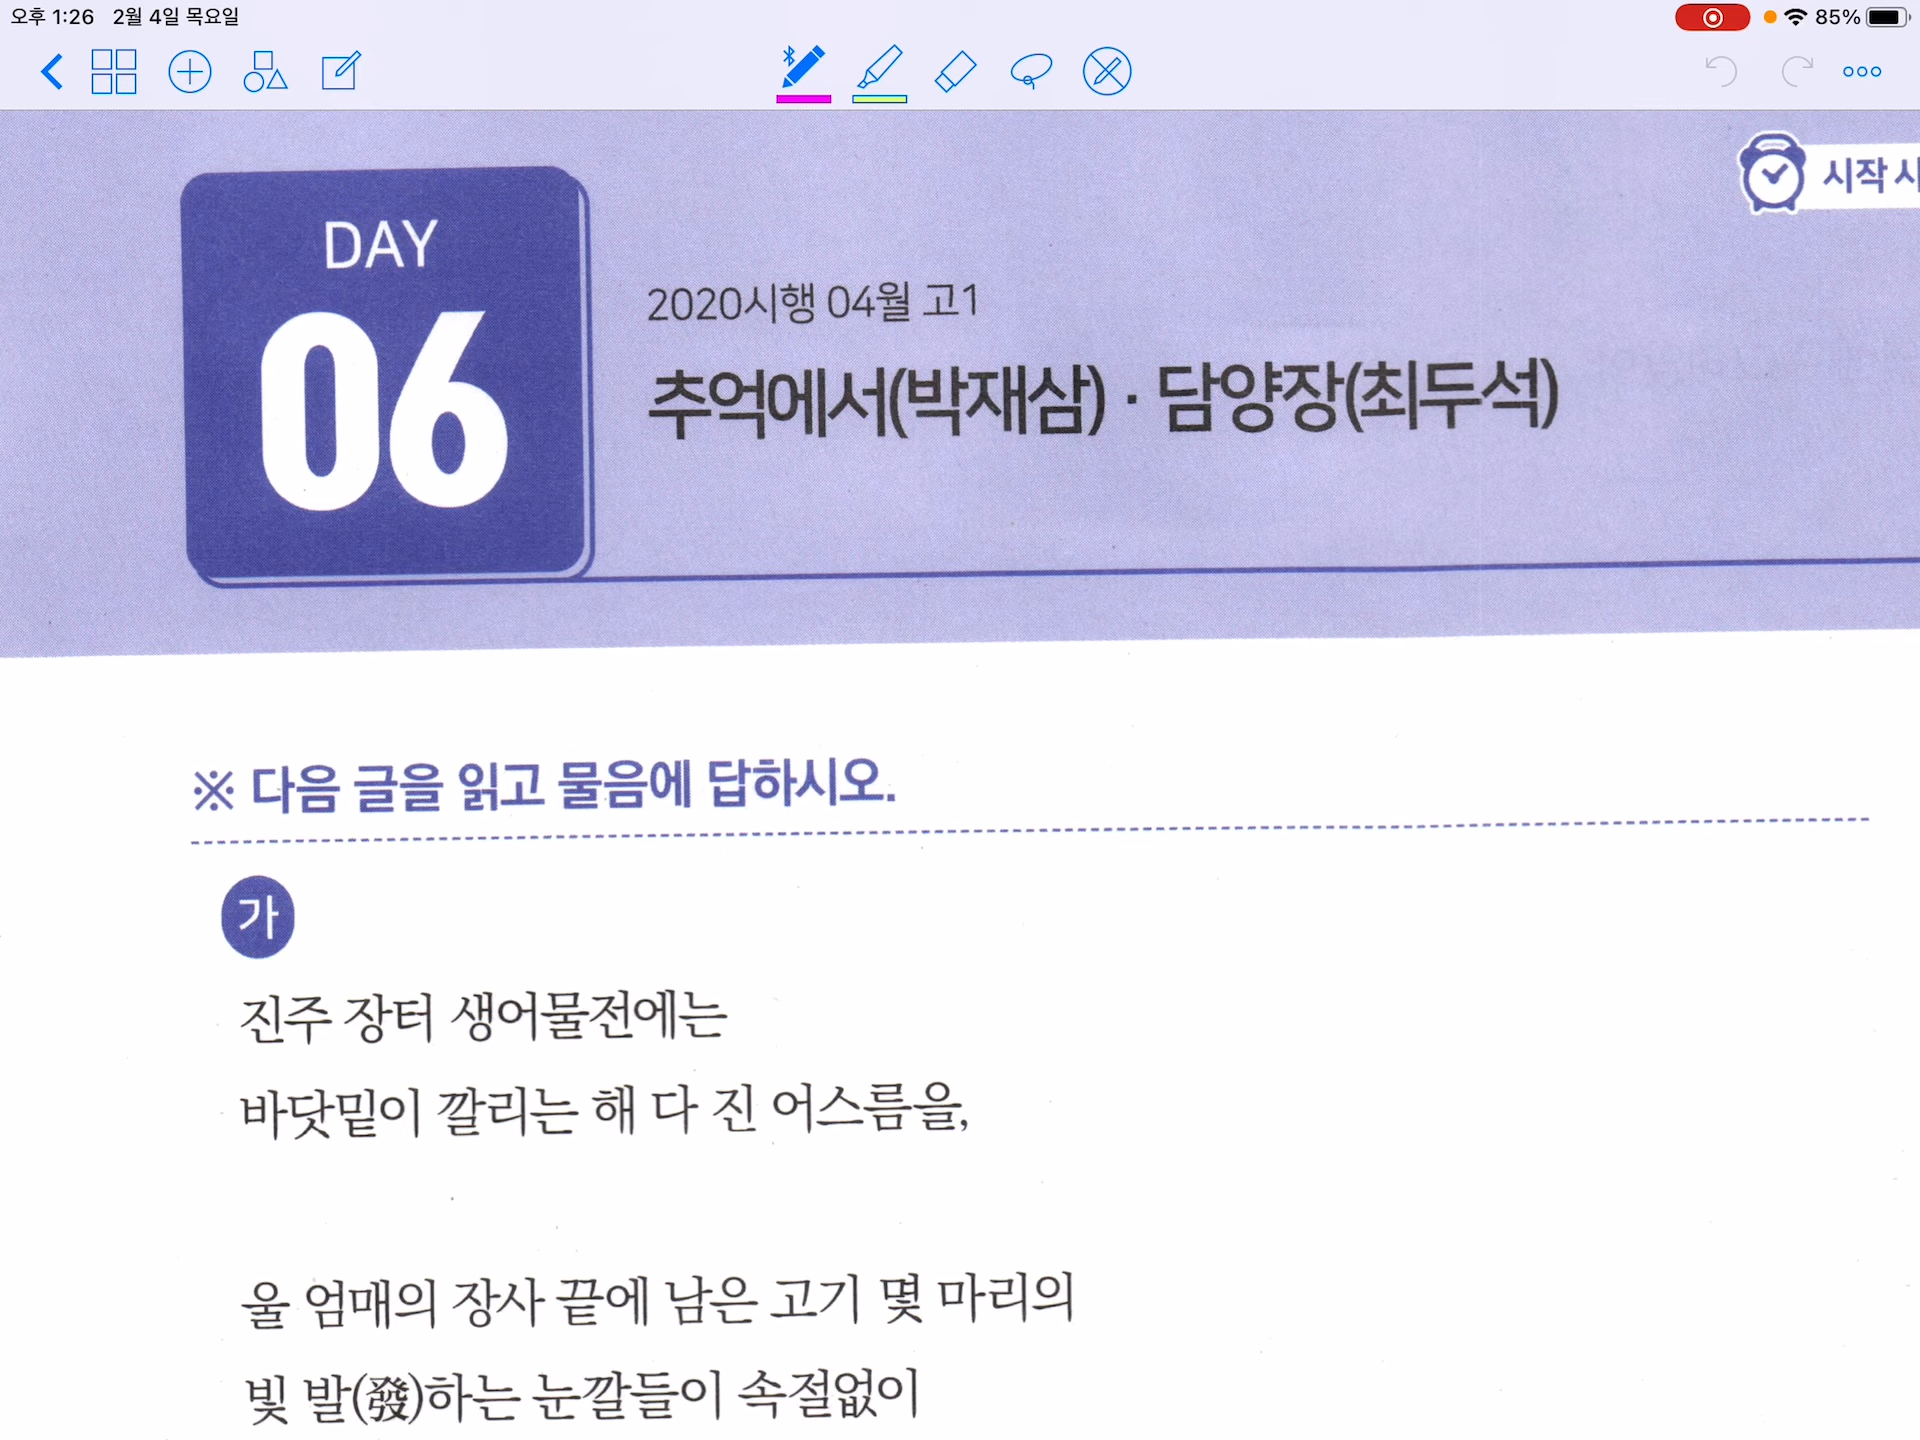 오후 1:26 2월 4일 목요일
85%
시작 시
DAY
06
2020시행 04월 고1
추억에서(박재삼) · 담양장(최두석)
※ 다음 글을 읽고 물음에 답하시오.
가
진주 장터 생어물전에는
바닷밑이 깔리는 해 다 진 어스름을,
울 엄매의 장사 끝에 남은 고기 몇 마리의
빛 발(發)하는 눈깔들이 속절없이